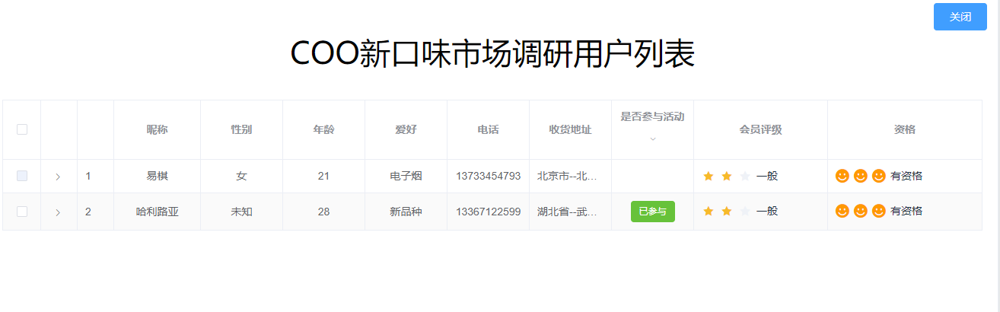 关闭
COO新口味市场调研用户列表
昵称 性别 年龄 爱好 电话 收货地址 是否参与活动 会员评级 资格
1 易棋 女 21 电子烟 13733454793 北京市--北... 一般 有资格
2 哈利路亚 未知 28 新品种 13367122599 湖北省--武... 已参与 一般 有资格